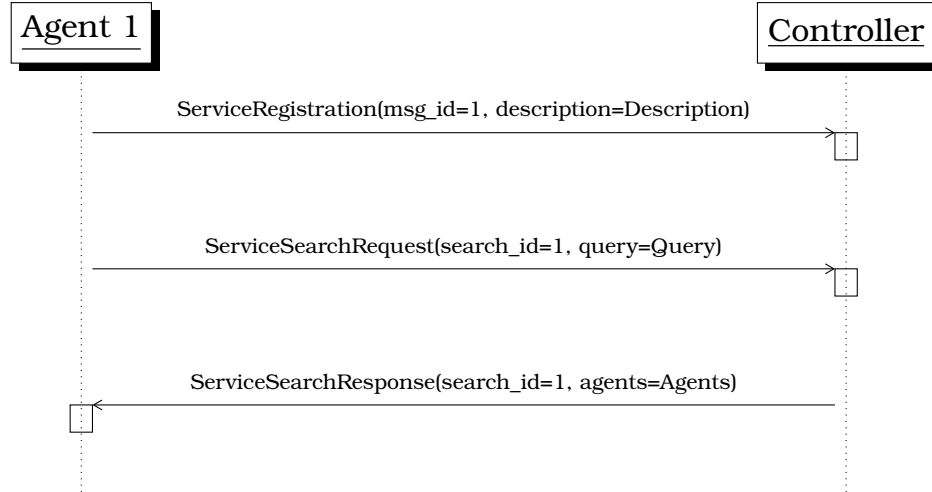 Agent 1
Controller
ServiceRegistration(msg_id=1, description=Description)
ServiceSearchRequest(search_id=1, query=Query)
ServiceSearchResponse(search_id=1, agents=Agents)